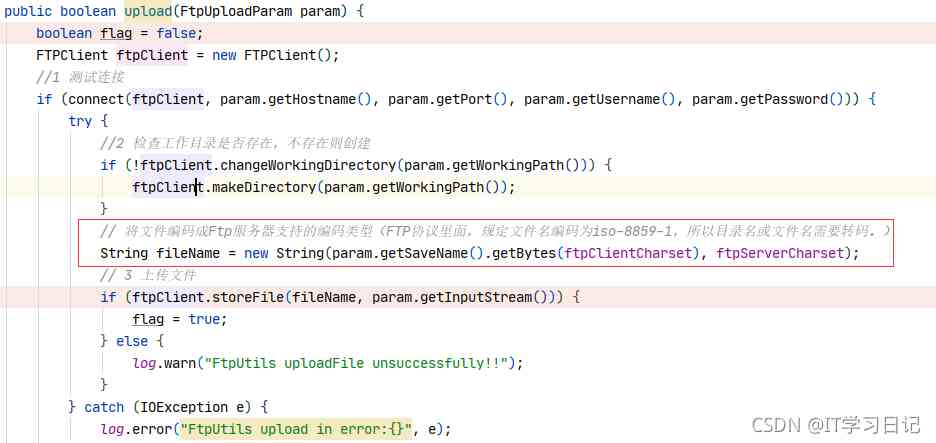 public boolean upload(FtpUploadParam param) {
boolean flag = false;
FTPClient ftpClient = new FTPClient();
//1 测试连接
if (connect(ftpClient, param.getHostname(), param.getPort(), param.getUsername(), param.getPassword())) {
try {
//2 检查工作目录是否存在，不存在则创建
if (!ftpClient.changeWorkingDirectory(param.getWorkingPath())) {
ftpClient.makeDirectory(param.getWorkingPath());
}
// 将文件编码成Ftp服务器支持的编码类型（FTP协议里面，规定文件名编码为iso-8859-1，所以目录名或文件名需要转码。）
String fileName = new String(param.getSaveName().getBytes(ftpClientCharset), ftpServerCharset);
// 3 上传文件
if (ftpClient.storeFile(fileName, param.getInputStream())) {
flag = true;
} else {
log.warn("FtpUtils uploadFile unsuccessfully!!");
}
} catch (IOException e) {
log.error("FtpUtils upload in error:{}", e);
CSDN @IT学习日记